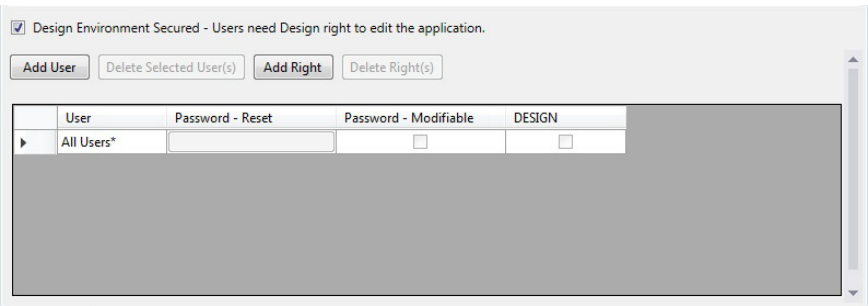 Design Environment Secured - Users need Design right to edit the application.
Add User Delete Selected User(s) Add Right Delete Right(s)
User Password - Reset Password - Modifiable DESIGN
All Users*